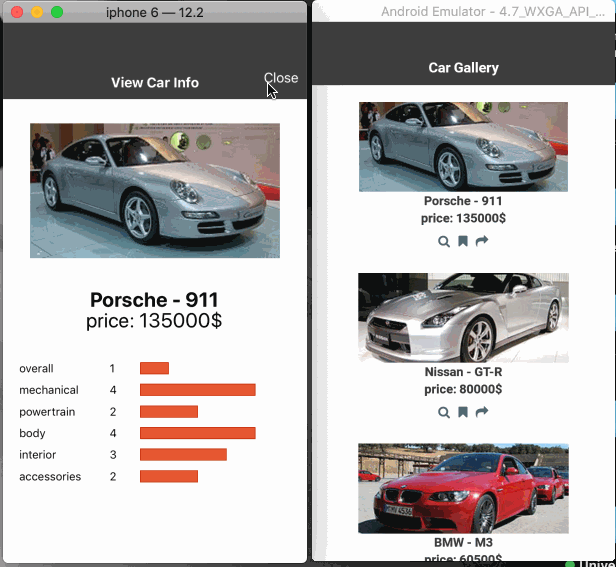 iphone 6 — 12.2
View Car Info
Close
Porsche - 911
price: 135000$
overall 1
mechanical 4
powertrain 2
body 4
interior 3
accessories 2
Android Emulator - 4.7_WXGA_API_...
Car Gallery
Porsche - 911
price: 135000$
Nissan - GT-R
price: 80000$
BMW - M3
price: 60500$
Unive